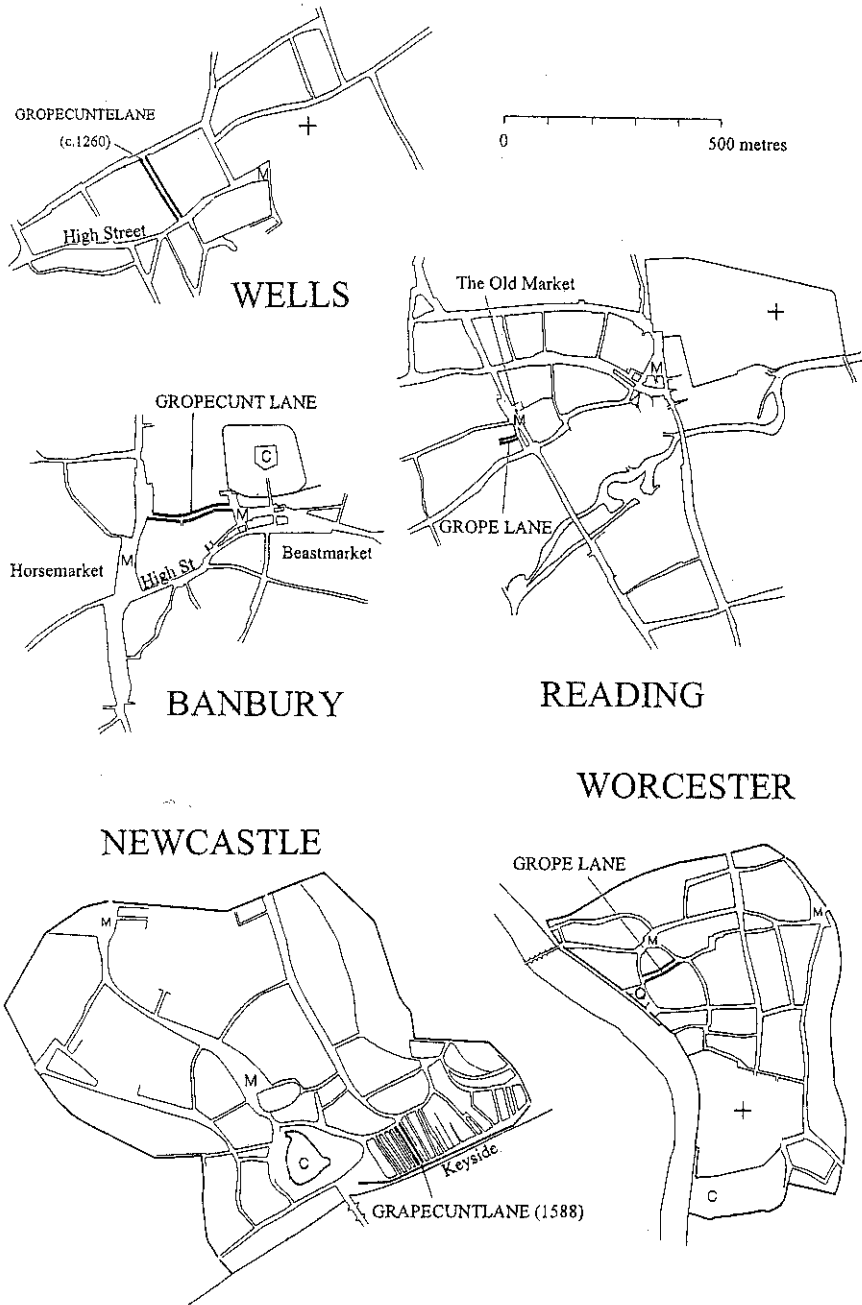 GROPECUNTELANE
(c.1260)
M
High Street
WELLS
0
500 metres
The Old Market
M
M
GROPE LANE
READING
GROPECUNT LANE
C
M
M
Horsemarket
High St
Beastmarket
BANBURY
NEWCASTLE
M
M
C
Keyside
GRAPECUNTLANE (1588)
WORCESTER
GROPE LANE
M
M
Q
C